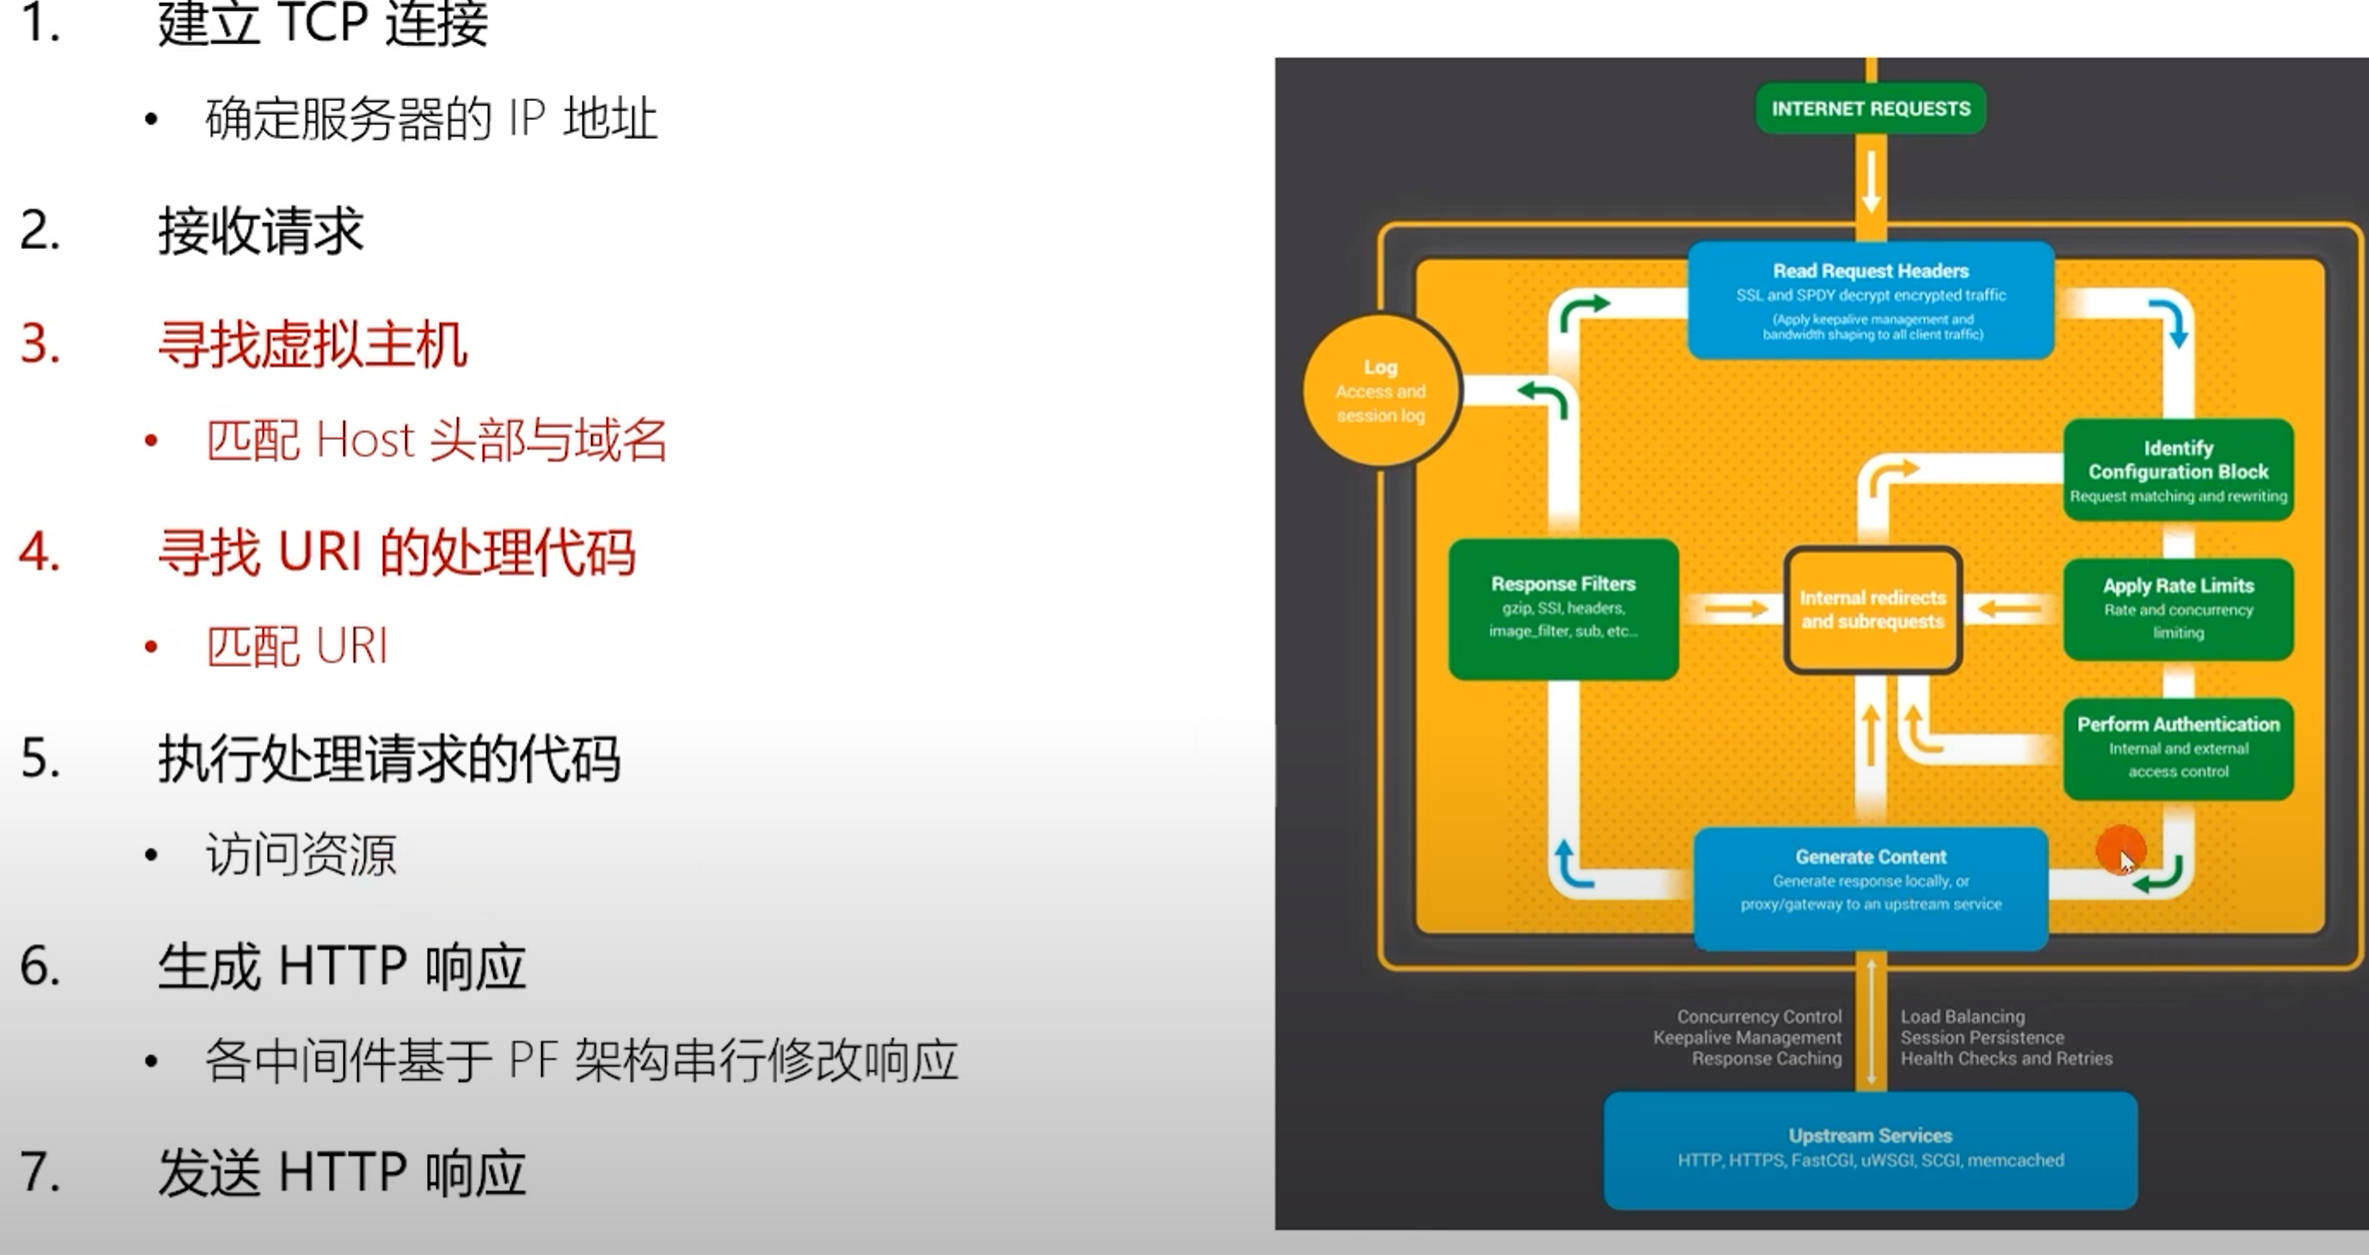 1. 建立 TCP 连接
• 确定服务器的 IP 地址
2. 接收请求
3. 寻找虚拟主机
• 匹配 Host 头部与域名
4. 寻找 URI 的处理代码
• 匹配 URI
5. 执行处理请求的代码
• 访问资源
6. 生成 HTTP 响应
• 各中间件基于 PF 架构串行修改响应
7. 发送 HTTP 响应
INTERNET REQUESTS
Read Request Headers
SSL and SPDY decrypt encrypted traffic
(Apply keepalive management and
bandwidth shaping to all client traffic)
Log
Access and
session log
Identify
Configuration Block
Request matching and rewriting
Response Filters
gzip, SSI, headers,
image_filter, sub, etc...
Internal redirects
and subrequests
Apply Rate Limits
Rate and concurrency
limiting
Perform Authentication
Internal and external
access control
Generate Content
Generate response locally, or
proxy/gateway to an upstream service
Concurrency Control
Keepalive Management
Response Caching
Load Balancing
Session Persistence
Health Checks and Retries
Upstream Services
HTTP, HTTPS, FastCGI, uWSGI, SCGI, memcached